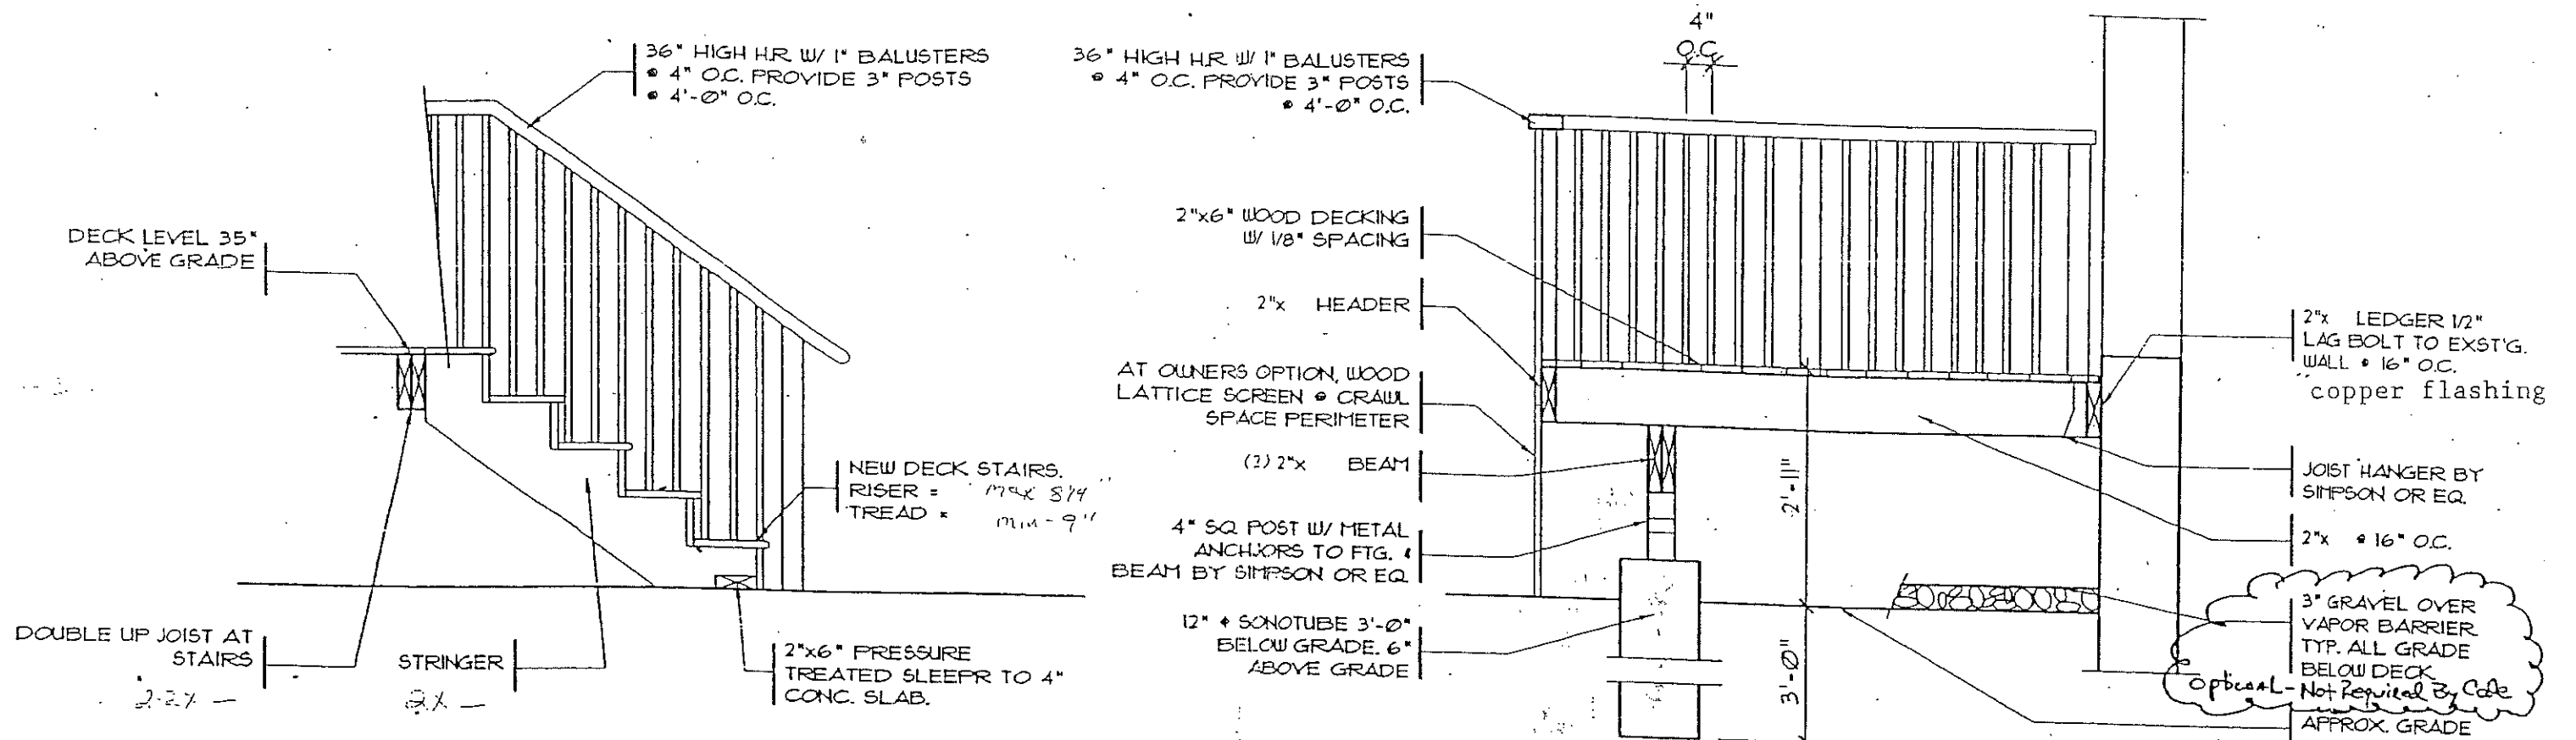 36" HIGH H.R. W/ 1" BALUSTERS
@ 4" O.C. PROVIDE 3" POSTS
@ 4'-0" O.C.
DECK LEVEL 35"
ABOVE GRADE
NEW DECK STAIRS.
RISER = max 8 1/4"
TREAD = min - 9"
DOUBLE UP JOIST AT
STAIRS
2-2x —
STRINGER
2x —
2"x6" PRESSURE
TREATED SLEEPR TO 4"
CONC. SLAB.
4"
O.C.
36" HIGH H.R. W/ 1" BALUSTERS
@ 4" O.C. PROVIDE 3" POSTS
@ 4'-0" O.C.
2"x6" WOOD DECKING
W/ 1/8" SPACING
2"x HEADER
AT OWNERS OPTION, WOOD
LATTICE SCREEN @ CRAWL
SPACE PERIMETER
2"x BEAM
4" SQ. POST W/ METAL
ANCHJORS TO FTG. &
BEAM BY SIMPSON OR EQ.
12" ⌀ SONOTUBE 3'-0"
BELOW GRADE. 6"
ABOVE GRADE
2'-11"
3'-0"
2"x LEDGER 1/2"
LAG BOLT TO EXST'G.
WALL @ 16" O.C.
copper flashing
JOIST HANGER BY
SIMPSON OR EQ.
2"x @ 16" O.C.
3" GRAVEL OVER
VAPOR BARRIER
TYP. ALL GRADE
BELOW DECK
Optional - Not Required By Code
APPROX. GRADE